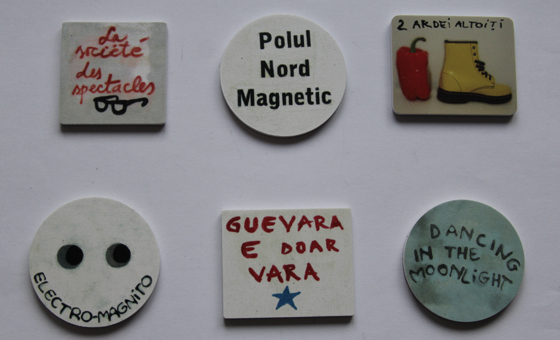 La
société
des
spectacles
Polul
Nord
Magnetic
2 ARDEI ALTOIȚI
ELECTRO-MAGNITO
GUEVARA
E DOAR
VARA
DANCING
IN THE
MOONLIGHT